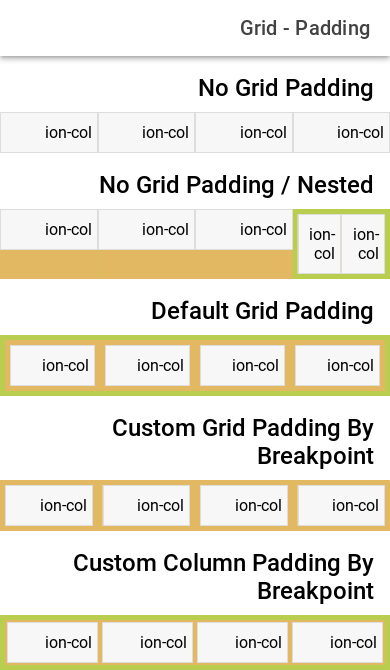 Grid - Padding
No Grid Padding
ion-col ion-col ion-col ion-col
No Grid Padding / Nested
ion-col ion-col ion-col ion- ion-
col col
Default Grid Padding
ion-col ion-col ion-col ion-col
Custom Grid Padding By
Breakpoint
ion-col ion-col ion-col ion-col
Custom Column Padding By
Breakpoint
ion-col ion-col ion-col ion-col